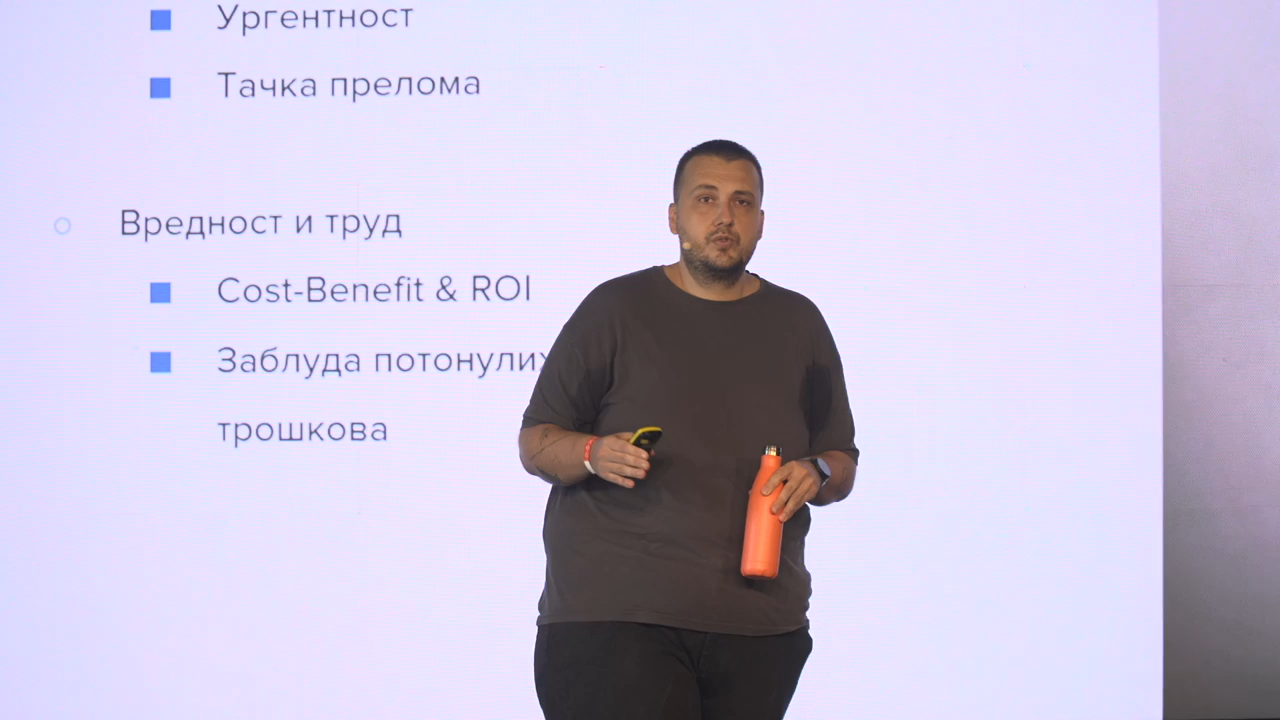 Ургентност
Тачка прелома
Вредност и труд
Cost-Benefit & ROI
Заблуда потонулих
трошкова